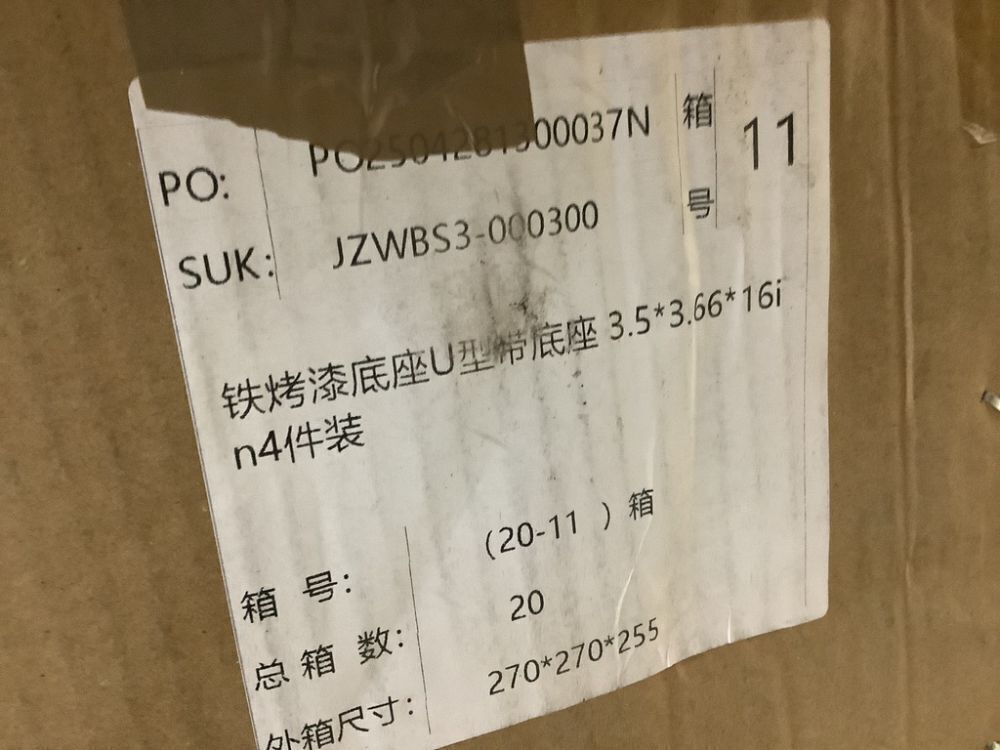 PO: PO2504281300037N 箱号 11
SUK: JZWBS3-000300
铁烤漆底座U型带底座 3.5*3.66*16i
n4件装
箱 号: (20-11 ）箱
总箱 数: 20
外箱尺寸: 270*270*255